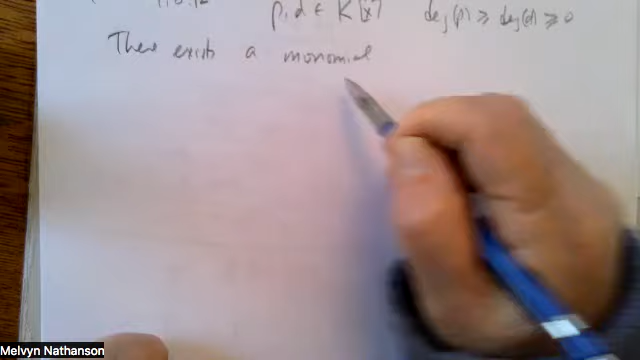 p, d ∈ K[x] deg(p) ≥ deg(d) ≥ 0
There exists a monomial
Melvyn Nathanson